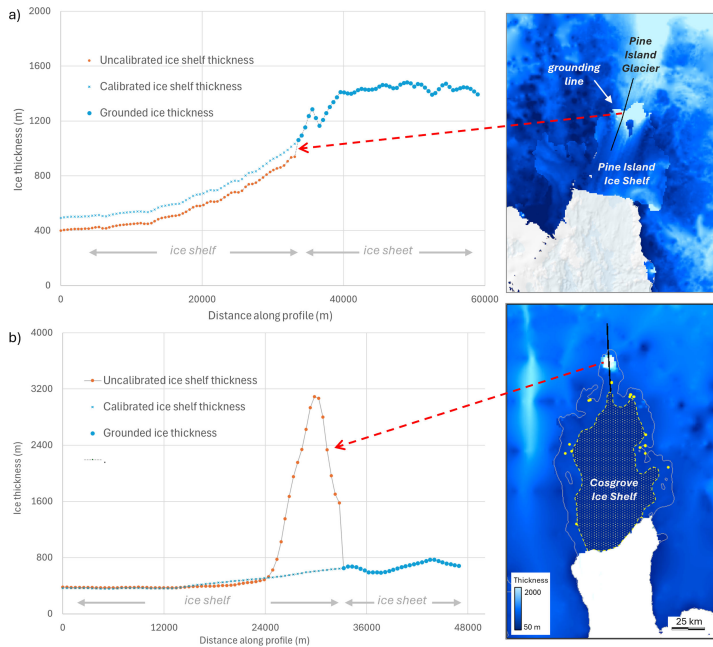 a)
2000
1600
1200
800
400
0
Ice thickness (m)
Uncalibrated ice shelf thickness
Calibrated ice shelf thickness
Grounded ice thickness
ice shelf
ice sheet
0
20000
40000
60000
Distance along profile (m)
Pine
Island
Glacier
grounding
line
Pine Island
Ice Shelf
b)
4000
3200
2400
1600
800
0
Ice thickness (m)
Uncalibrated ice shelf thickness
Calibrated ice shelf thickness
Grounded ice thickness
ice shelf
ice sheet
0
12000
24000
36000
48000
Distance along profile (m)
Cosgrove
Ice Shelf
Thickness
2000
50 m
25 km